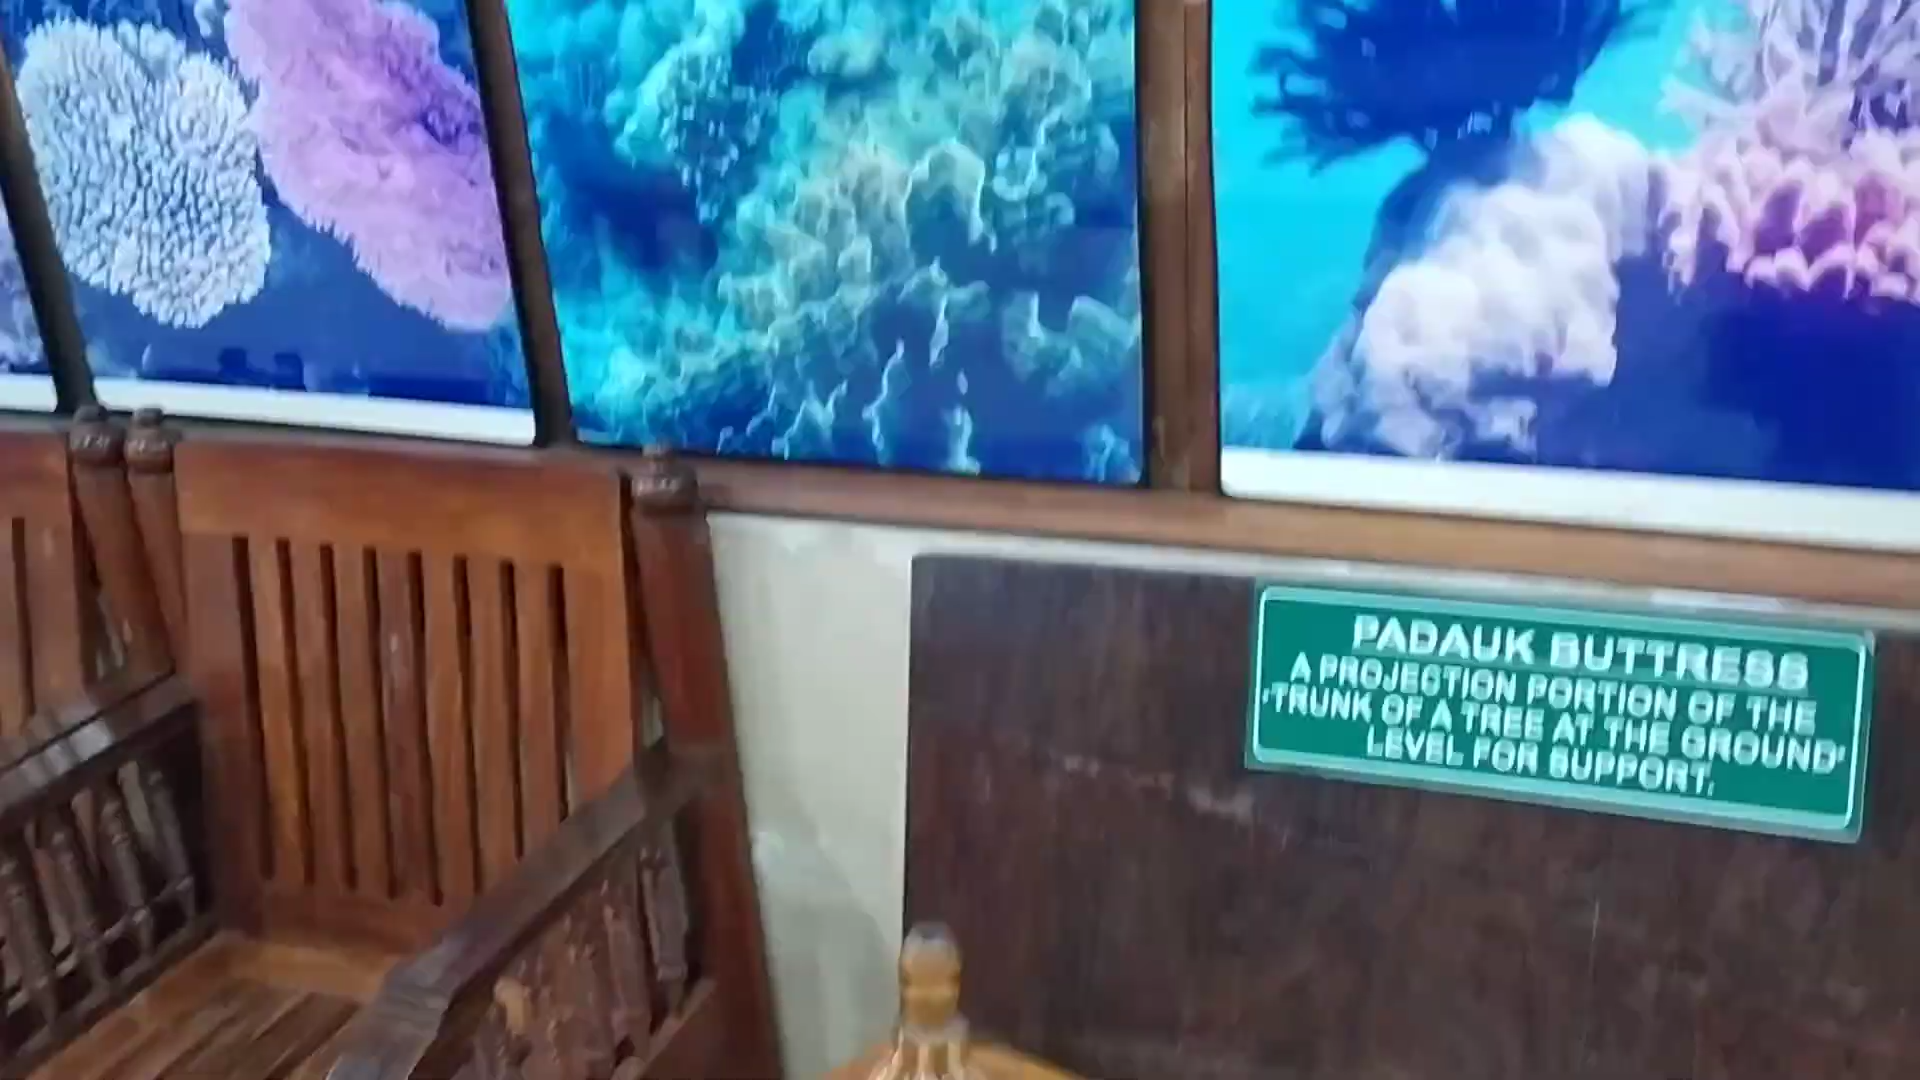 PADAUK BUTTRESS
A PROJECTION PORTION OF THE
'TRUNK OF A TREE AT THE GROUND'
LEVEL FOR SUPPORT.